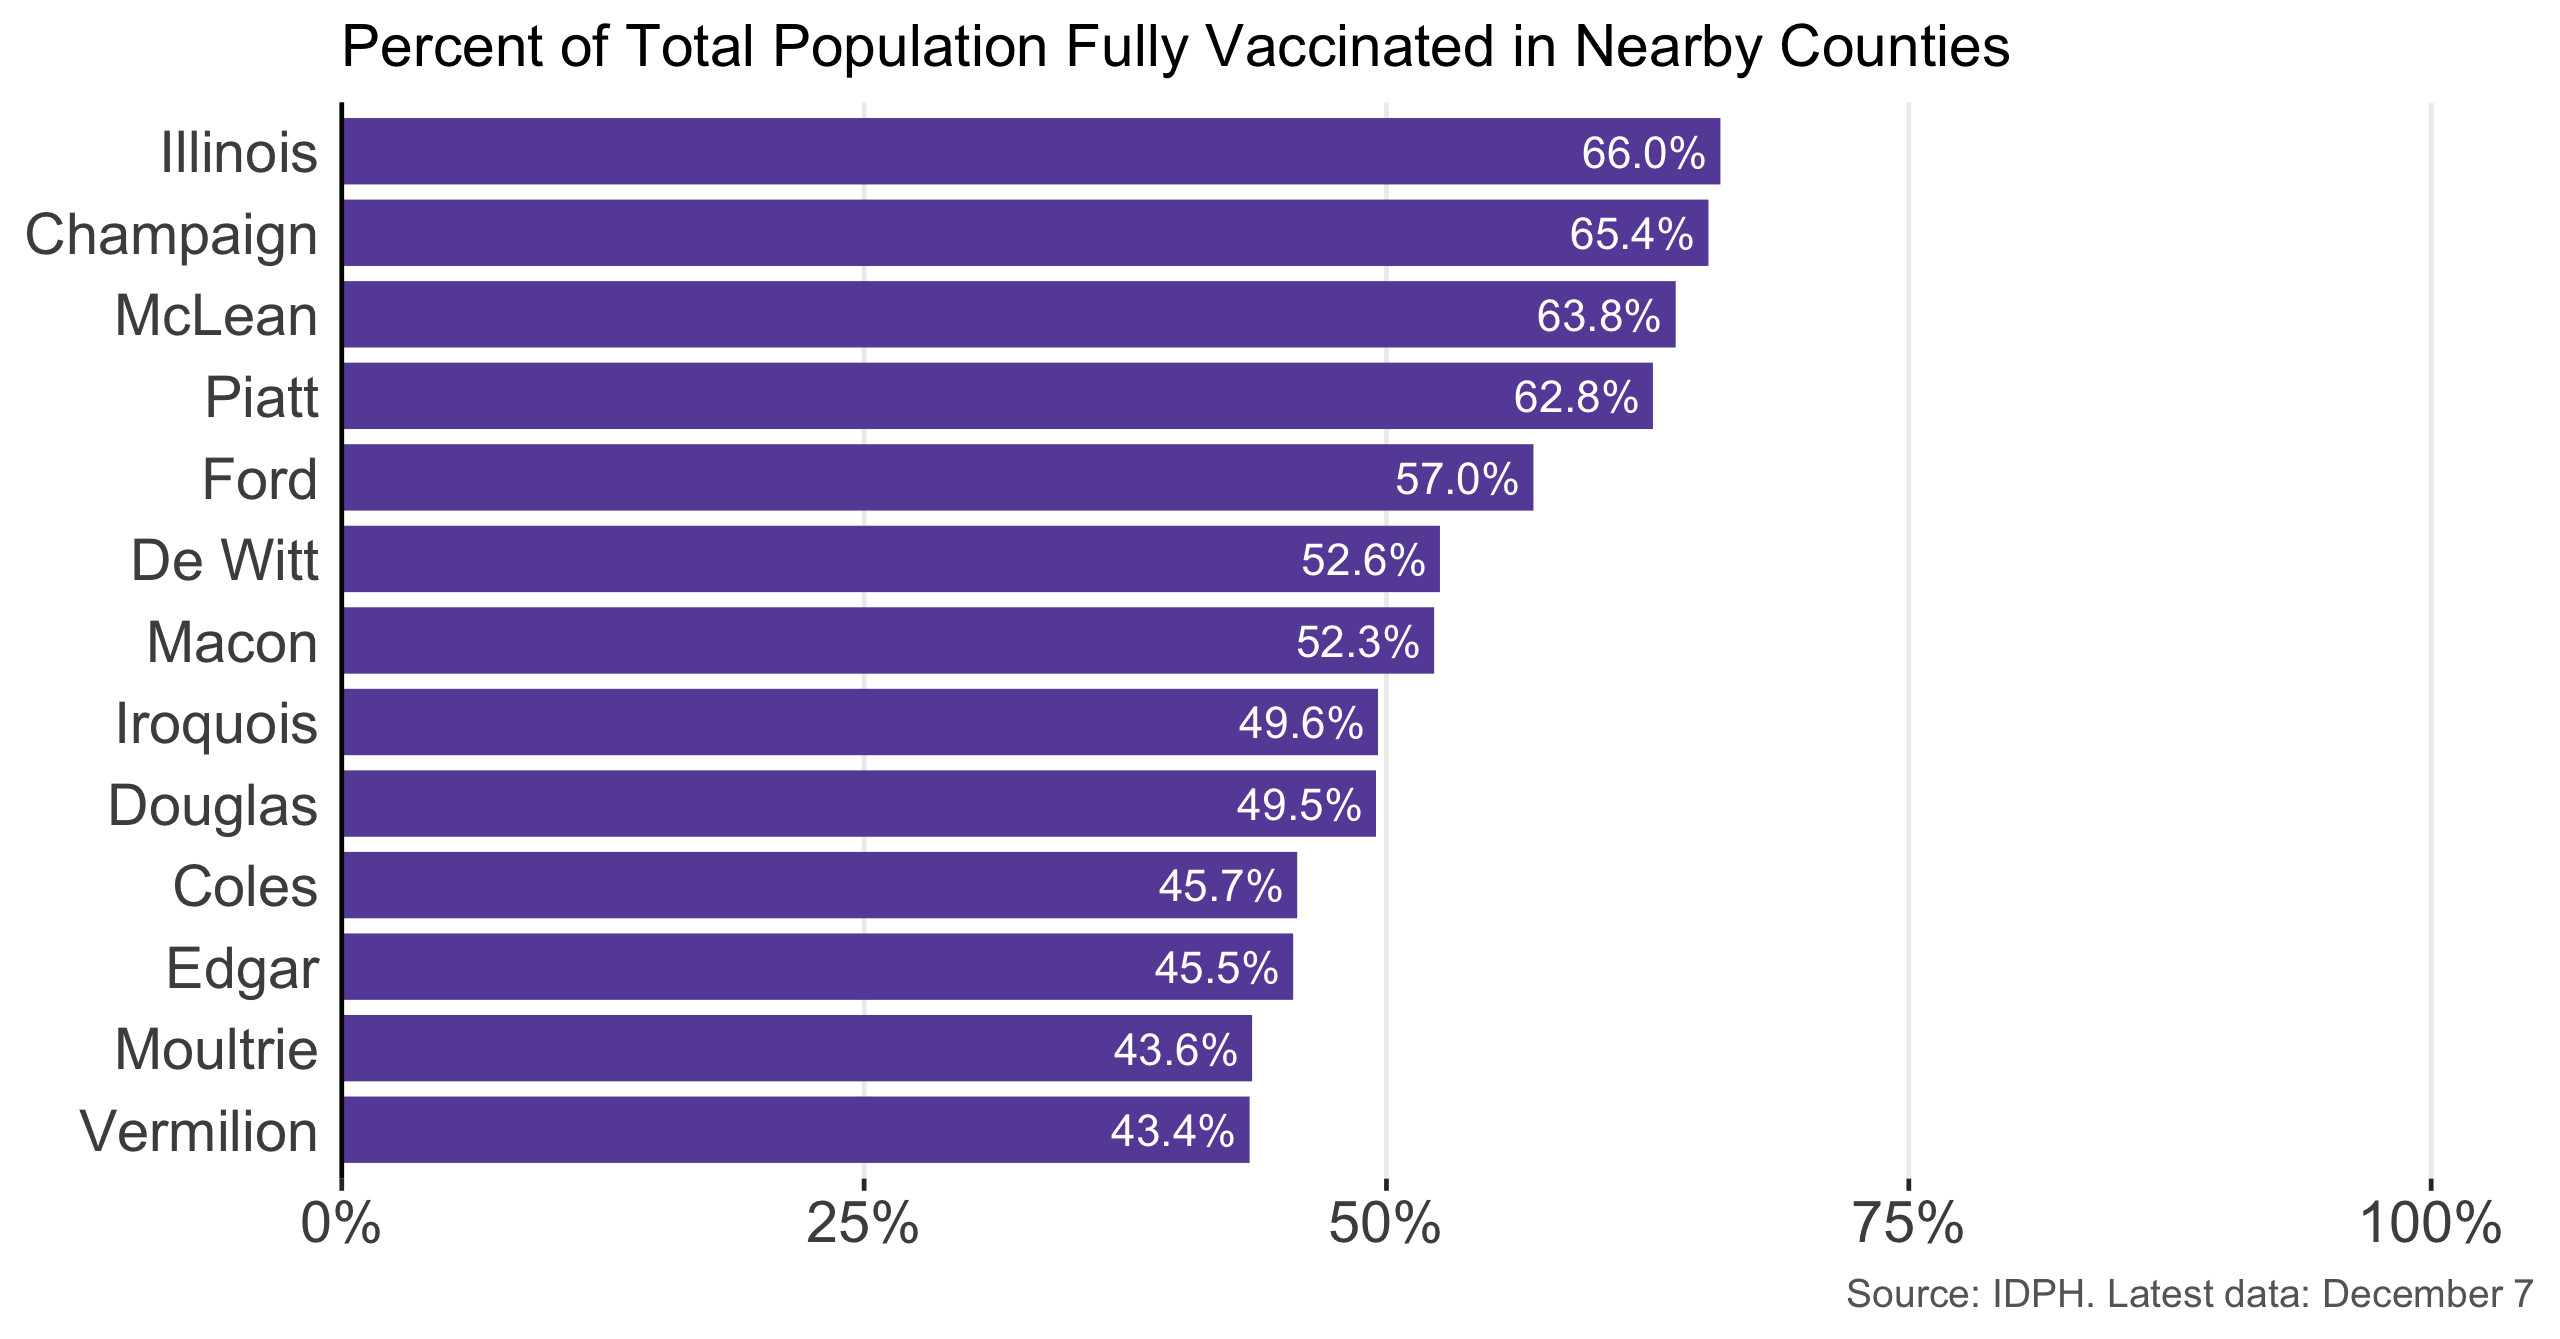 Percent of Total Population Fully Vaccinated in Nearby Counties
Illinois 66.0%
Champaign 65.4%
McLean 63.8%
Piatt 62.8%
Ford 57.0%
De Witt 52.6%
Macon 52.3%
Iroquois 49.6%
Douglas 49.5%
Coles 45.7%
Edgar 45.5%
Moultrie 43.6%
Vermilion 43.4%
0% 25% 50% 75% 100%
Source: IDPH. Latest data: December 7